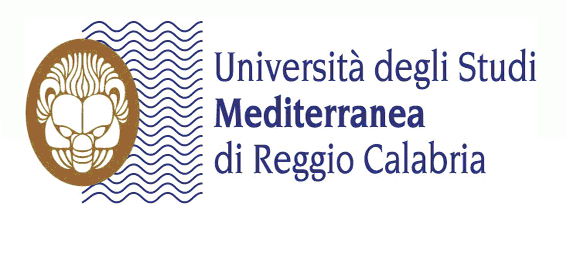 Università degli Studi
Mediterranea
di Reggio Calabria